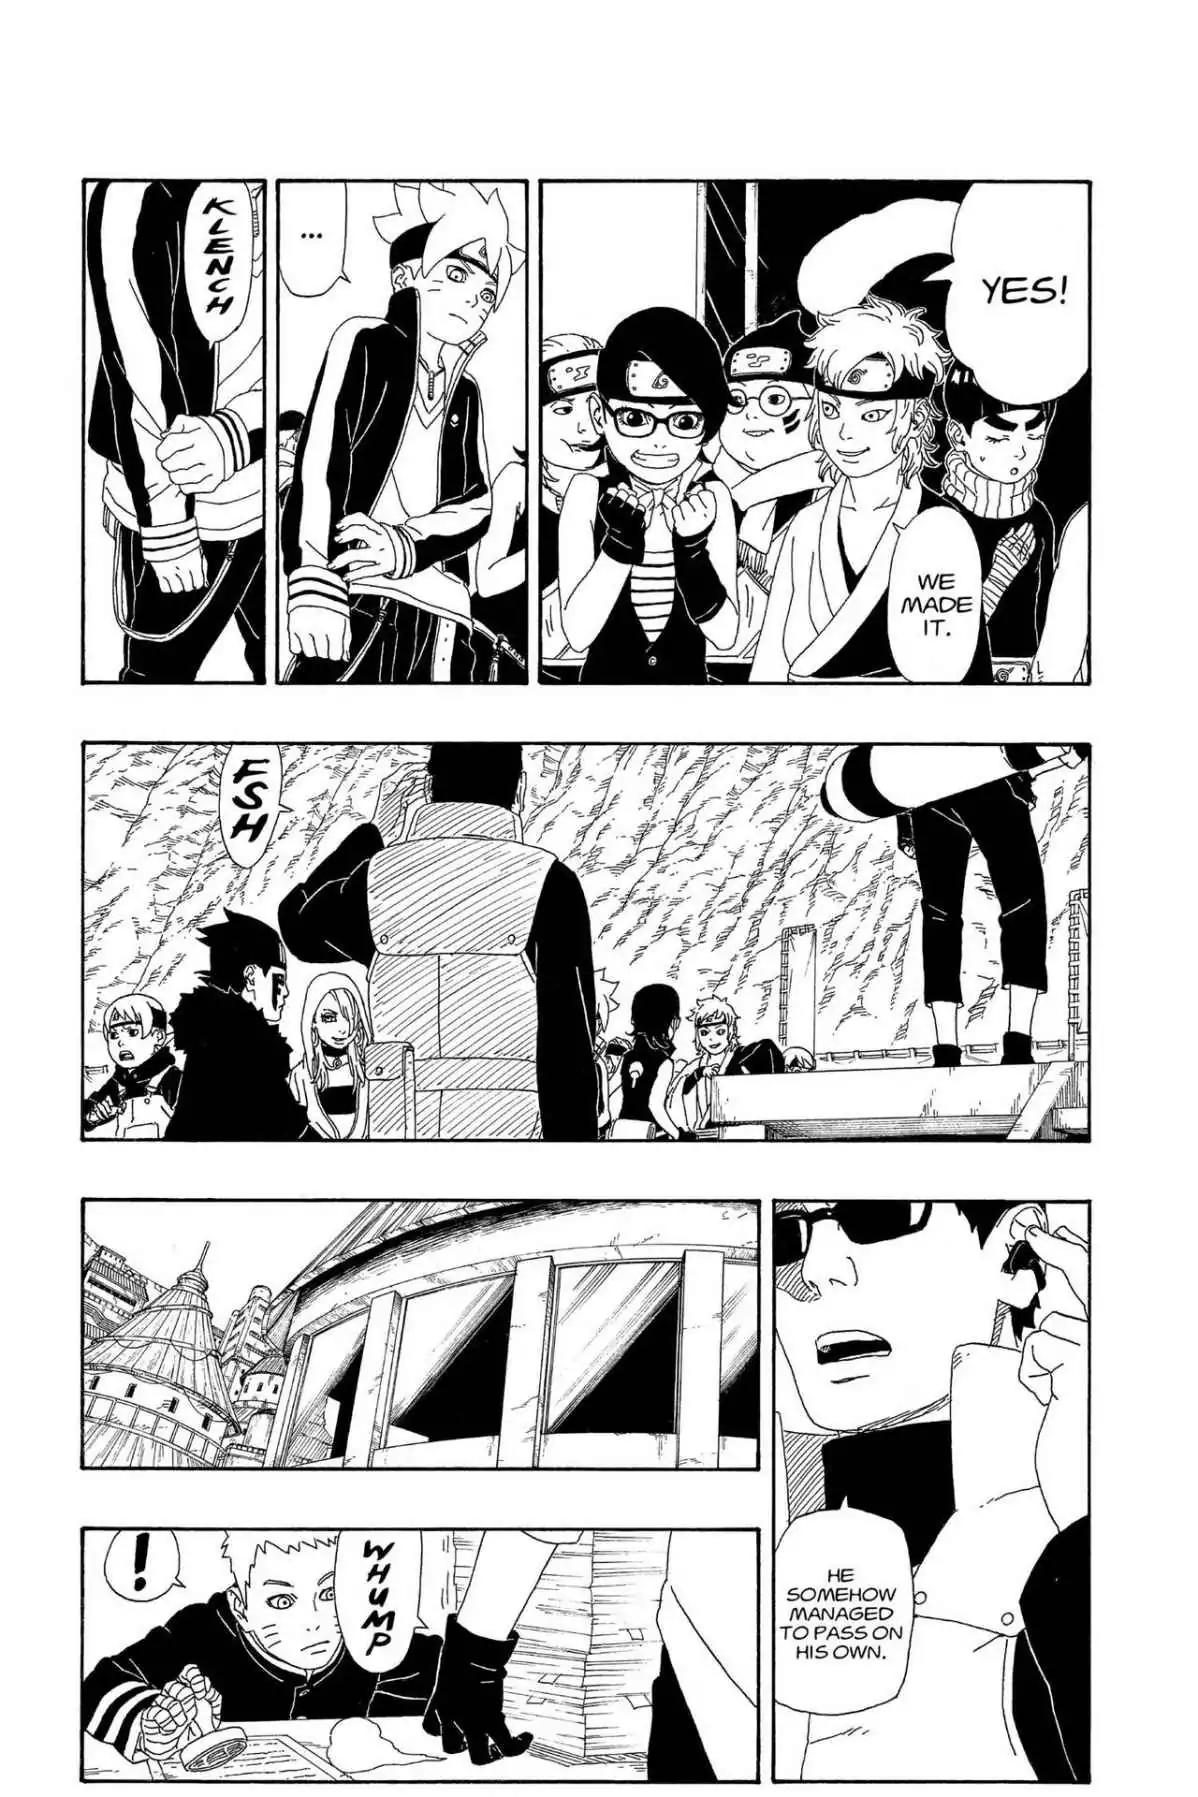 YES!
WE
MADE
IT.
...
KLENCH
FSH
HE
SOMEHOW
MANAGED
TO PASS ON
HIS OWN.
WHUMP
!